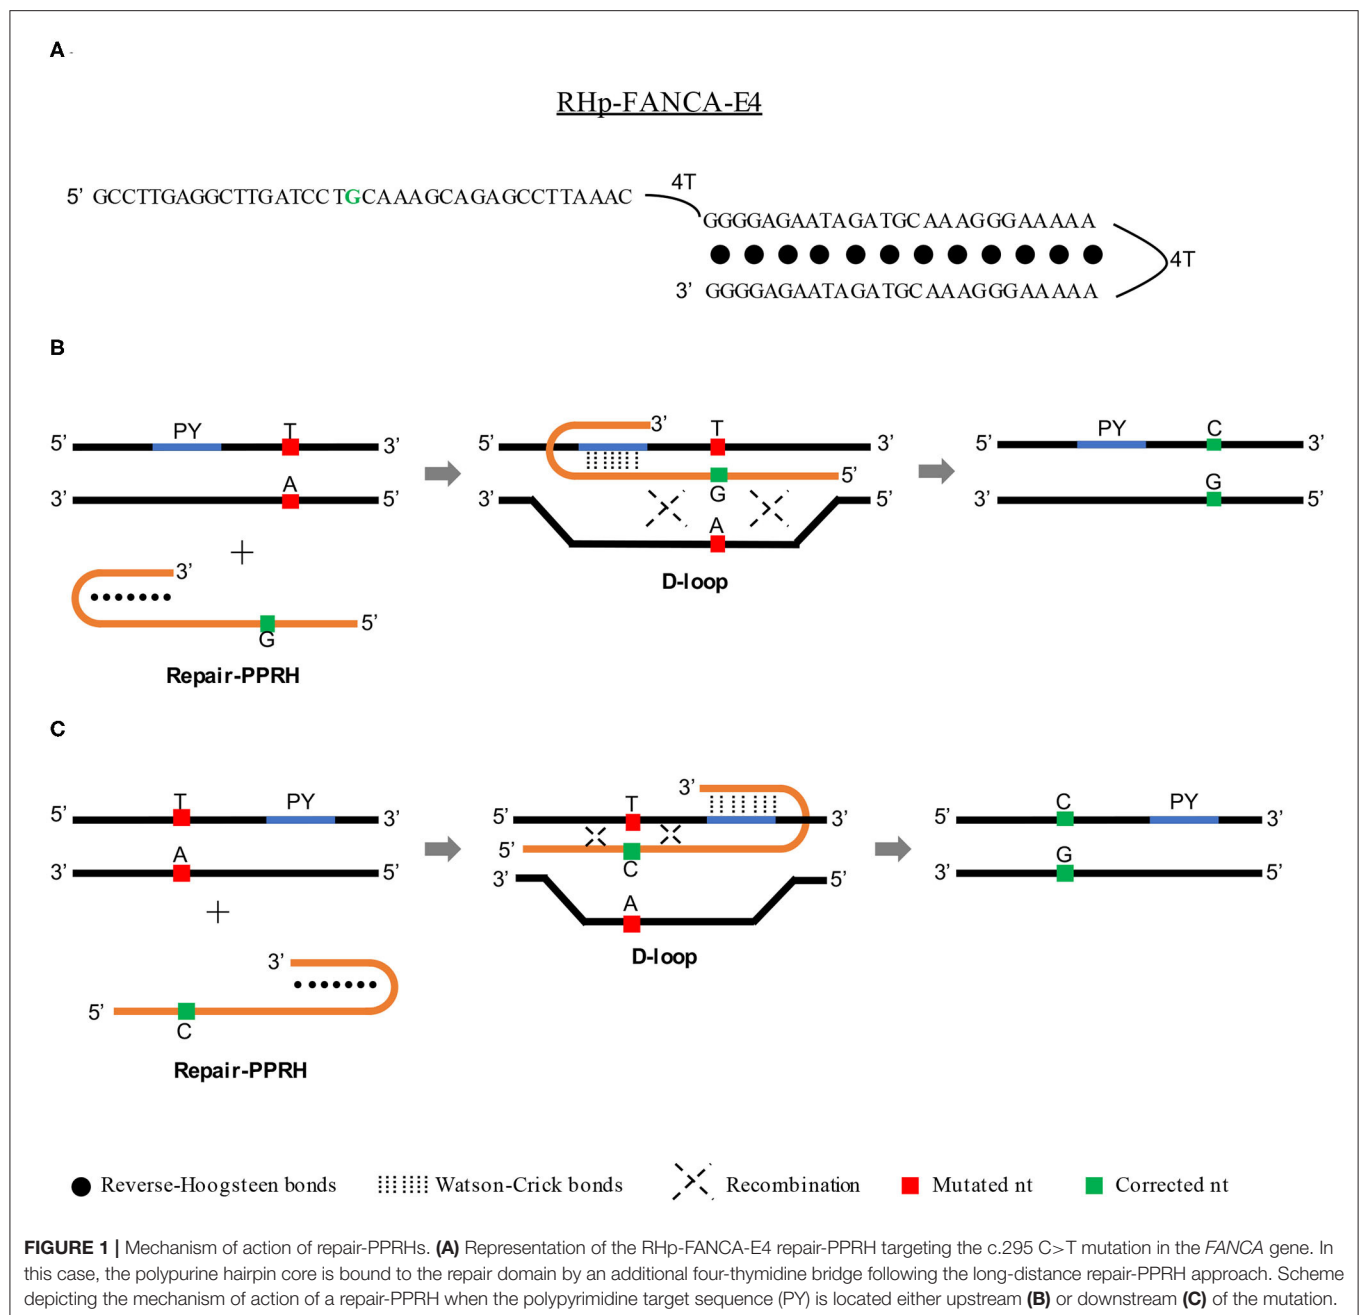 A
RHp-FANCA-E4
5’ GCCTTGAGGCTTGATCCTGCAAAGCAGAGCCTTAAAC 4T
GGGGAGAATAGATGCAAAGGGAAAAA
4T
3’ GGGGAGAATAGATGCAAAGGGAAAAA
B
5’ PY T 3’
3’ A 5’
+
3’
5’
G
Repair-PPRH
3’
5’ T 3’
5’
G
3’ A 5’
D-loop
5’ PY C 3’
3’ G 5’
C
5’ T PY 3’
3’ A 5’
+
3’
5’
C
Repair-PPRH
3’
5’ T 3’
5’
C
3’ 5’
A
D-loop
5’ C PY 3’
3’ G 5’
Reverse-Hoogsteen bonds Watson-Crick bonds Recombination Mutated nt Corrected nt
FIGURE 1 | Mechanism of action of repair-PPRHs. (A) Representation of the RHp-FANCA-E4 repair-PPRH targeting the c.295 C>T mutation in the FANCA gene. In
this case, the polypurine hairpin core is bound to the repair domain by an additional four-thymidine bridge following the long-distance repair-PPRH approach. Scheme
depicting the mechanism of action of a repair-PPRH when the polypyrimidine target sequence (PY) is located either upstream (B) or downstream (C) of the mutation.